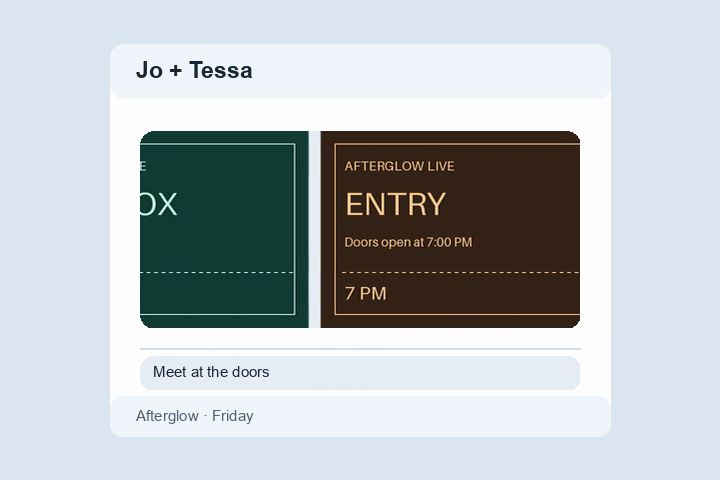 Jo + Tessa
AFTERGLOW LIVE
ENTRY
Doors open at 7:00 PM
7 PM
Meet at the doors
Afterglow · Friday